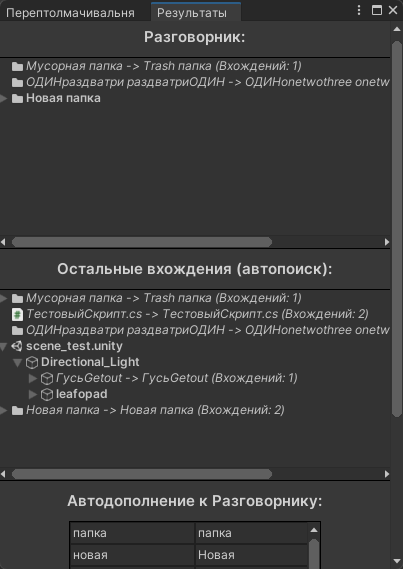 Перептолмачивальня
Результаты
Разговорник:
Мусорная папка -> Trash папка (Вхождений: 1)
ОДИНраздватри раздватриОДИН -> ОДИНonetwothree onetw
Новая папка
Остальные вхождения (автопоиск):
Мусорная папка -> Trash папка (Вхождений: 1)
ТестовыйСкрипт.cs -> ТестовыйСкрипт.cs (Вхождений: 2)
ОДИНраздватри раздватриОДИН -> ОДИНonetwothree onetw
scene_test.unity
Directional_Light
ГусьGetout -> ГусьGetout (Вхождений: 1)
leafopad
Новая папка -> Новая папка (Вхождений: 2)
Автодополнение к Разговорнику:
папка папка
новая Новая